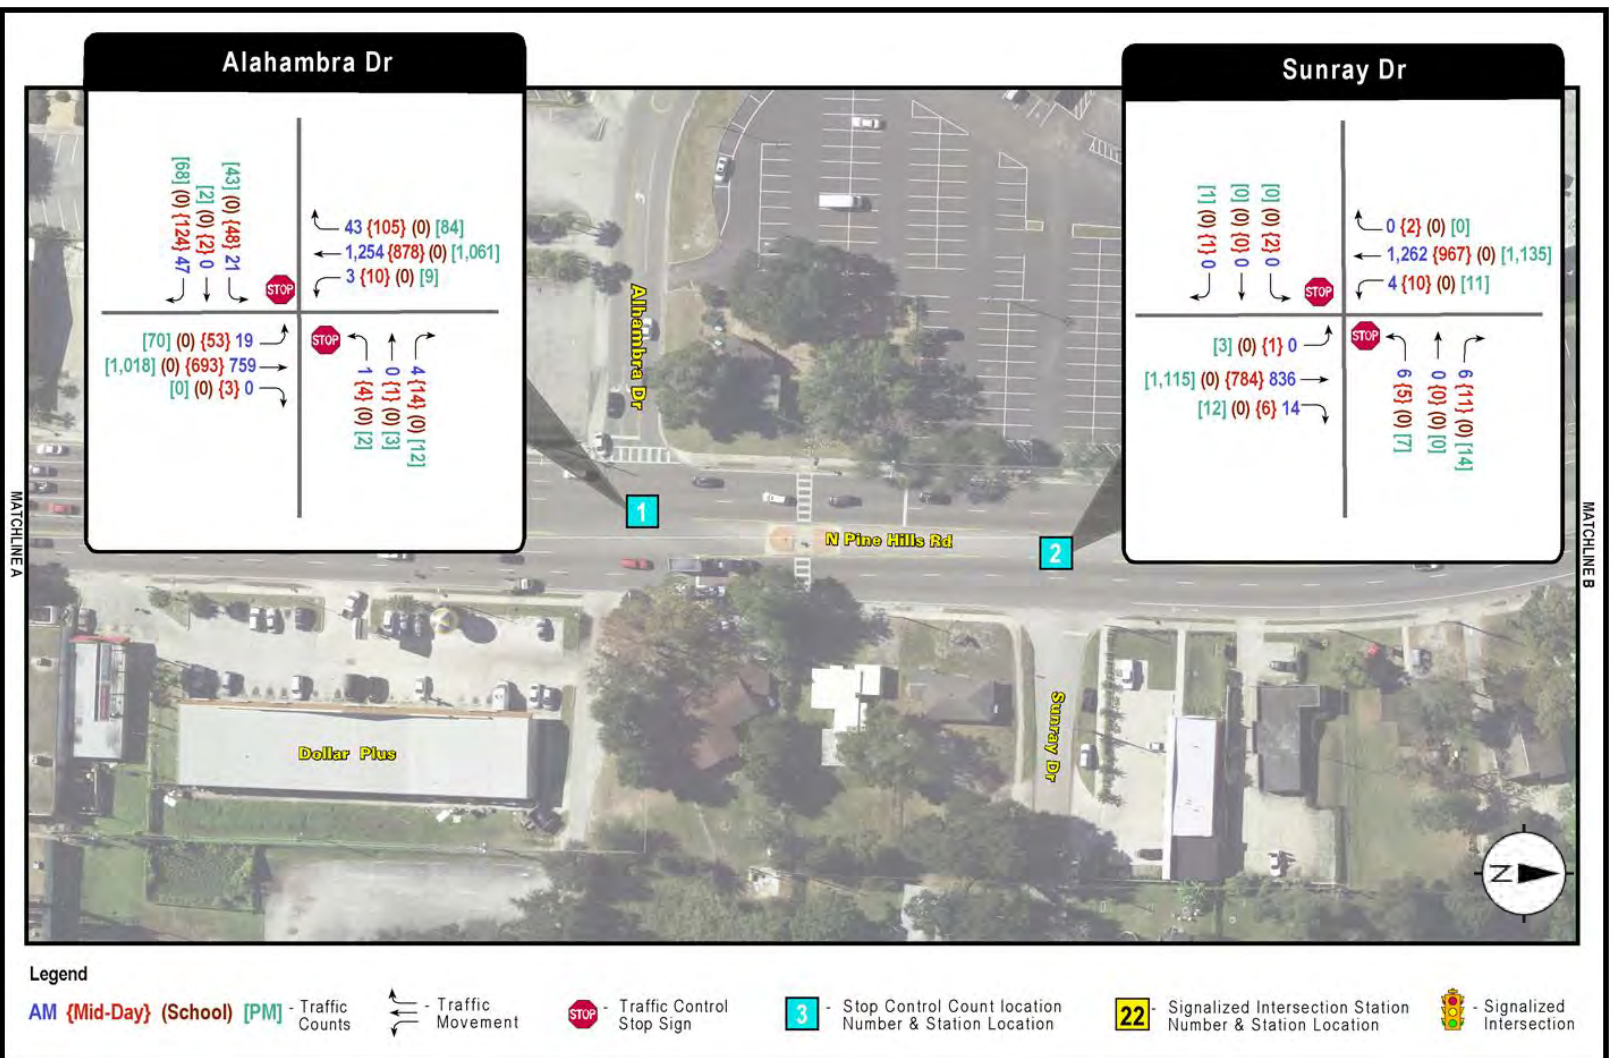 Alahambra Dr
[68] (0) {124} 47
[2] (0) {2} 0
[43] (0) {48} 21
43 {105} (0) [84]
1,254 {878} (0) [1,061]
3 {10} (0) [9]
STOP
[70] (0) {53} 19
[1,018] (0) {693} 759
[0] (0) {3} 0
STOP
1 {4} (0) [2]
0 {1} (0) [3]
4 {14} (0) [12]
Sunray Dr
[1] (0) {1} 0
[0] (0) {0} 0
[0] (0) {2} 0
0 {2} (0) [0]
1,262 {967} (0) [1,135]
4 {10} (0) [11]
STOP
[3] (0) {1} 0
[1,115] (0) {784} 836
[12] (0) {6} 14
STOP
6 {5} (0) [7]
0 {0} (0) [0]
6 {11} (0) [14]
Alhambra Dr
MATCHLINE A
MATCHLINE B
1
N Pine Hills Rd
2
Sunray Dr
Dollar Plus
N
Legend
AM {Mid-Day} (School) [PM] - Traffic
Counts
- Traffic
Movement
STOP - Traffic Control
Stop Sign
3 - Stop Control Count location
Number & Station Location
22 - Signalized Intersection Station
Number & Station Location
- Signalized
Intersection